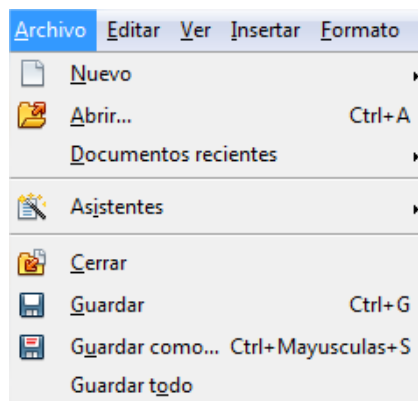 Archivo Editar Ver Insertar Formato
Nuevo
Abrir... Ctrl+A
Documentos recientes
Asistentes
Cerrar
Guardar Ctrl+G
Guardar como... Ctrl+Mayusculas+S
Guardar todo